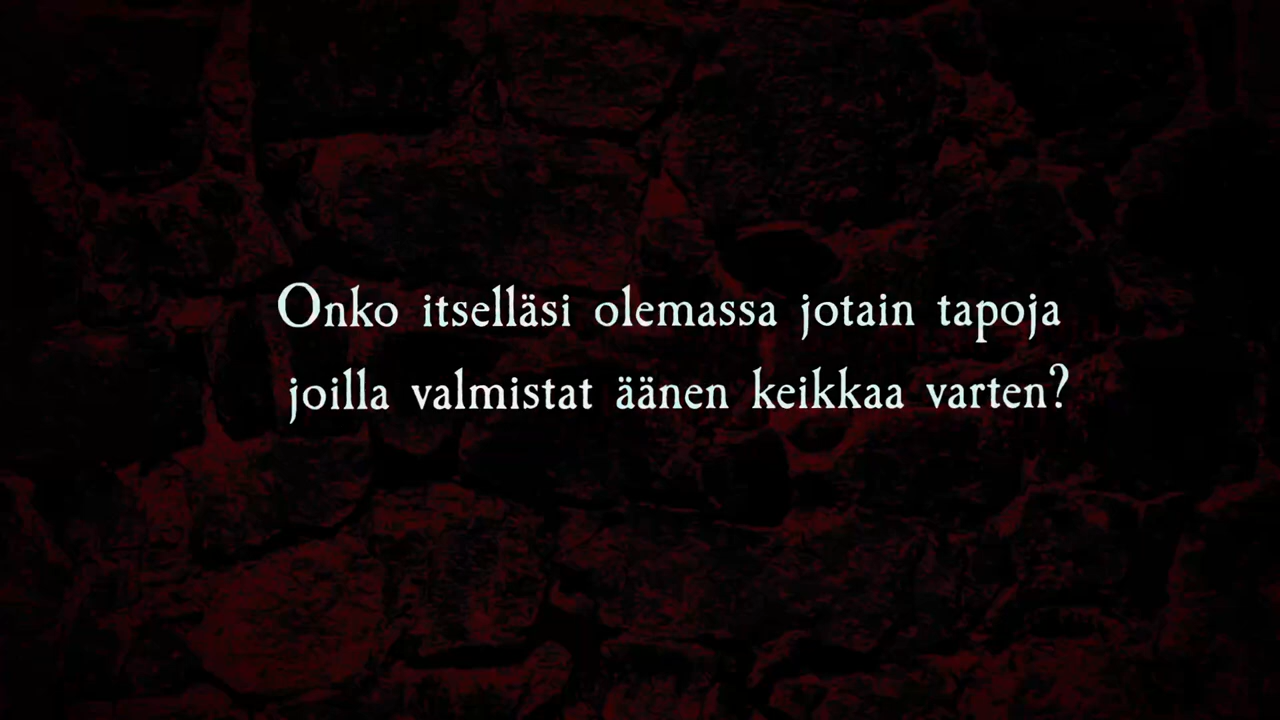 Onko itselläsi olemassa jotain tapoja
joilla valmistat äänen keikkaa varten?